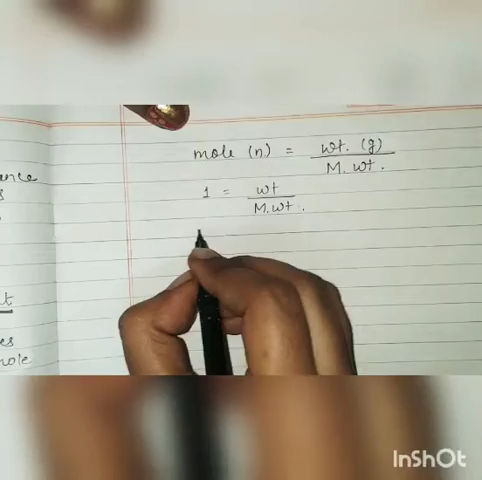 mole (n) = wt. (g) / M. wt.
1 = wt / M. wt.
InShOt